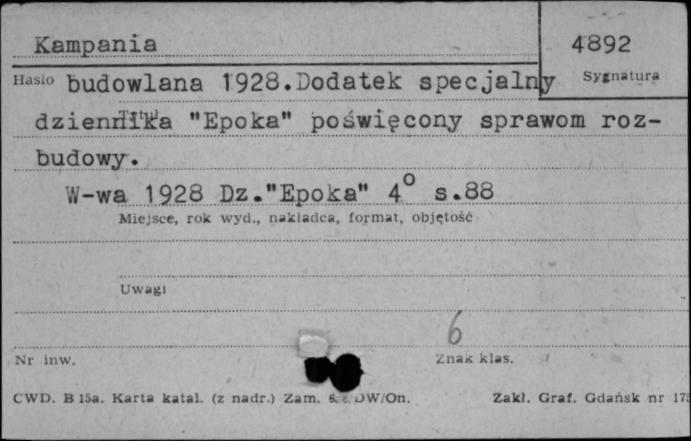 Kampania
4892
Hasło budowlana 1928.Dodatek specjalny
Sygnatura
dziennika "Epoka" poświęcony sprawom roz-
budowy.
W-wa 1928 Dz."Epoka" 4° s.88
Miejsce, rok wyd., nakładca, format, objętość
Uwagi
6
Nr inw.
Znak klas.
CWD. B 15a. Karta katal. (z nadr.) Zam. DW/On.
Zakł. Graf. Gdańsk nr